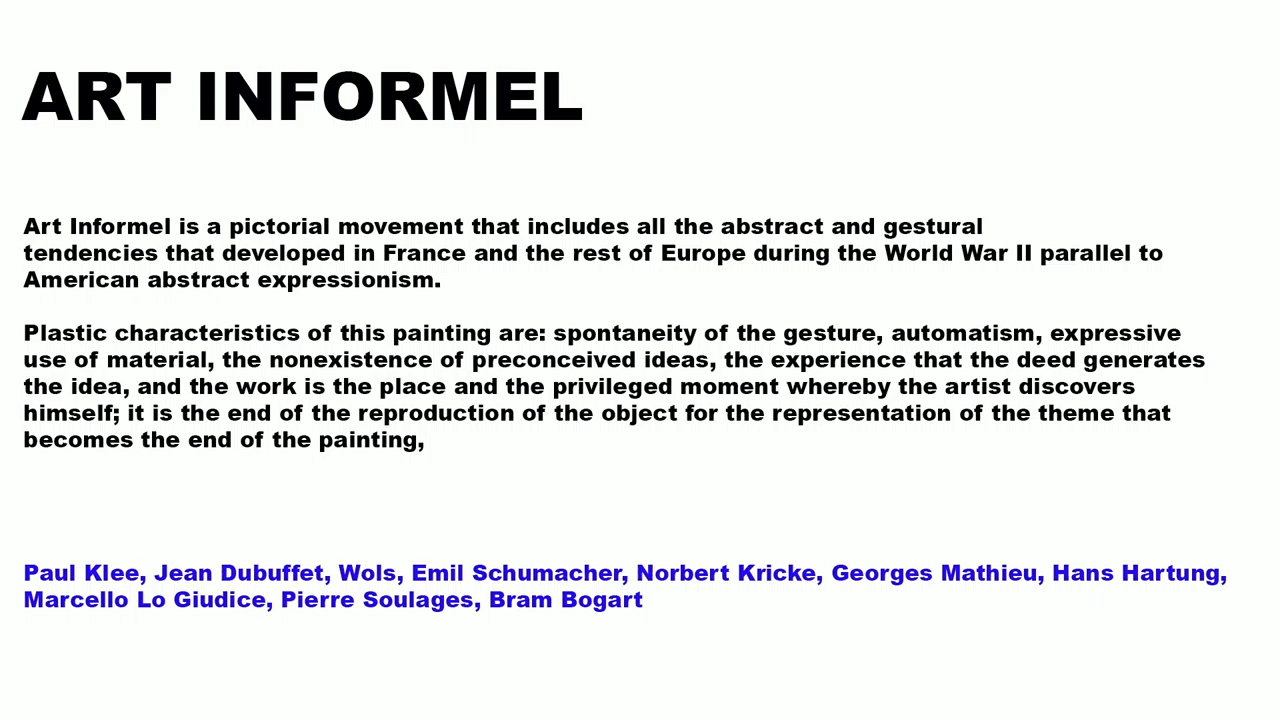 ART INFORMEL
Art Informel is a pictorial movement that includes all the abstract and gestural
tendencies that developed in France and the rest of Europe during the World War II parallel to
American abstract expressionism.
Plastic characteristics of this painting are: spontaneity of the gesture, automatism, expressive
use of material, the nonexistence of preconceived ideas, the experience that the deed generates
the idea, and the work is the place and the privileged moment whereby the artist discovers
himself; it is the end of the reproduction of the object for the representation of the theme that
becomes the end of the painting,
Paul Klee, Jean Dubuffet, Wols, Emil Schumacher, Norbert Kricke, Georges Mathieu, Hans Hartung,
Marcello Lo Giudice, Pierre Soulages, Bram Bogart